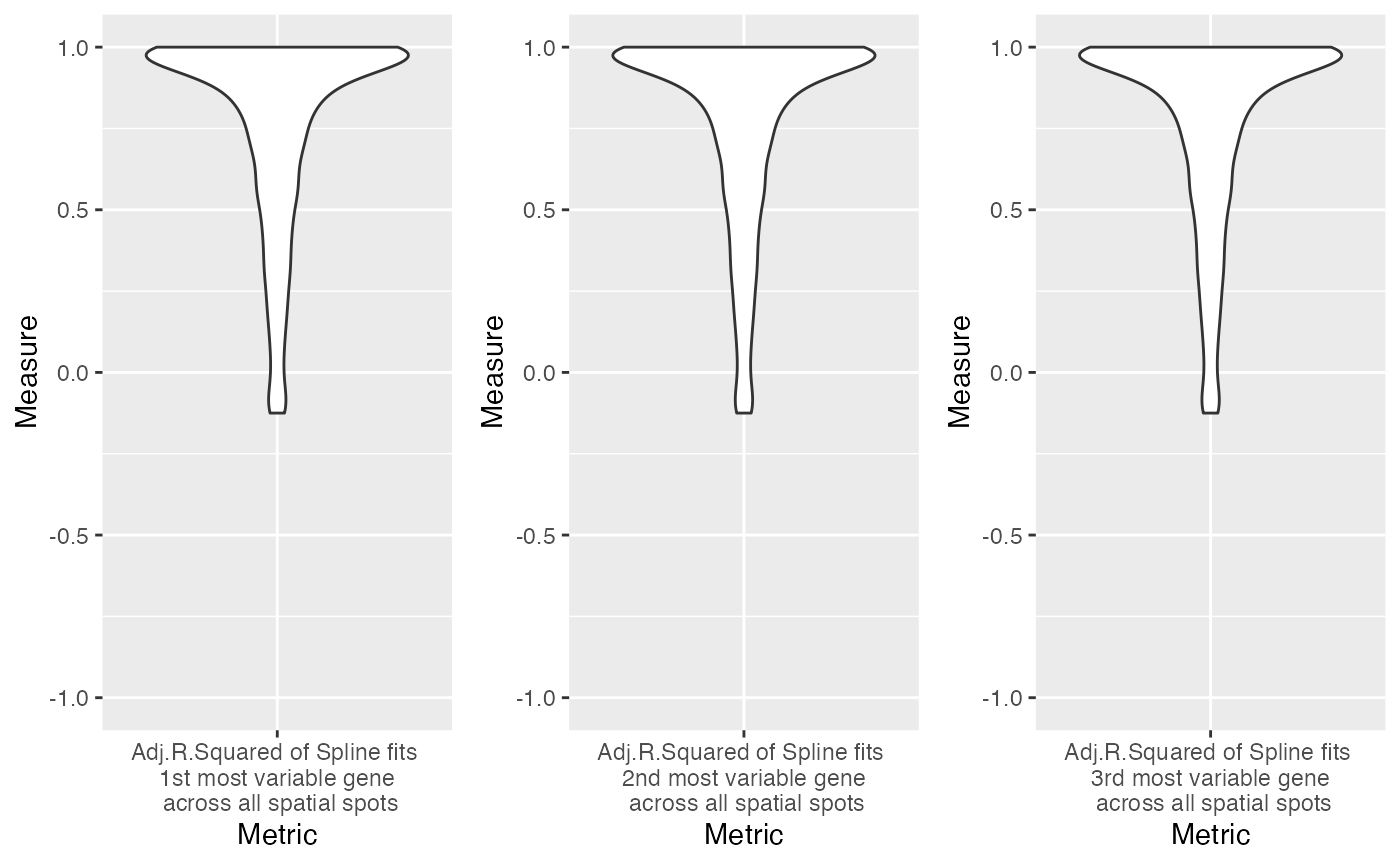 Measure
1.0
0.5
0.0
-0.5
-1.0
Adj.R.Squared of Spline fits
1st most variable gene
across all spatial spots
Metric
Measure
1.0
0.5
0.0
-0.5
-1.0
Adj.R.Squared of Spline fits
2nd most variable gene
across all spatial spots
Metric
Measure
1.0
0.5
0.0
-0.5
-1.0
Adj.R.Squared of Spline fits
3rd most variable gene
across all spatial spots
Metric